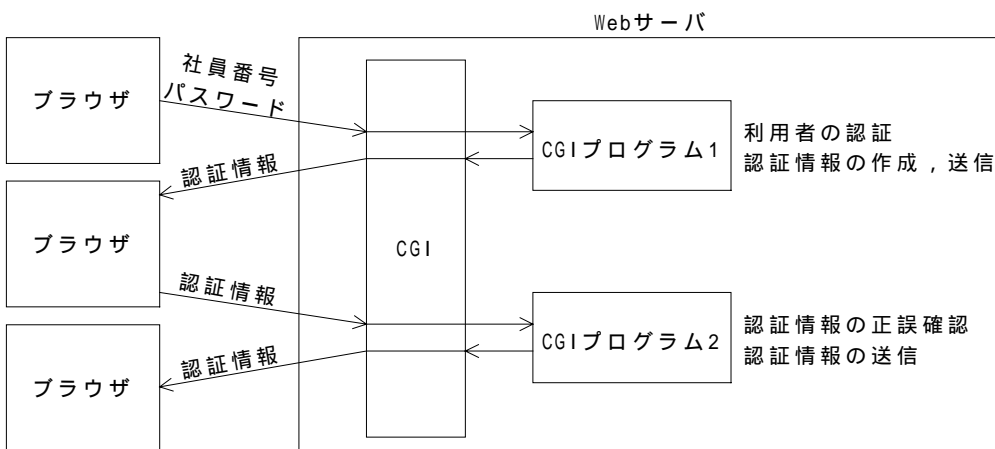 Webサーバ
社員番号
パスワード
ブラウザ
CGIプログラム1
利用者の認証
認証情報の作成,送信
認証情報
ブラウザ
CGI
認証情報
CGIプログラム2
認証情報の正誤確認
認証情報の送信
認証情報
ブラウザ